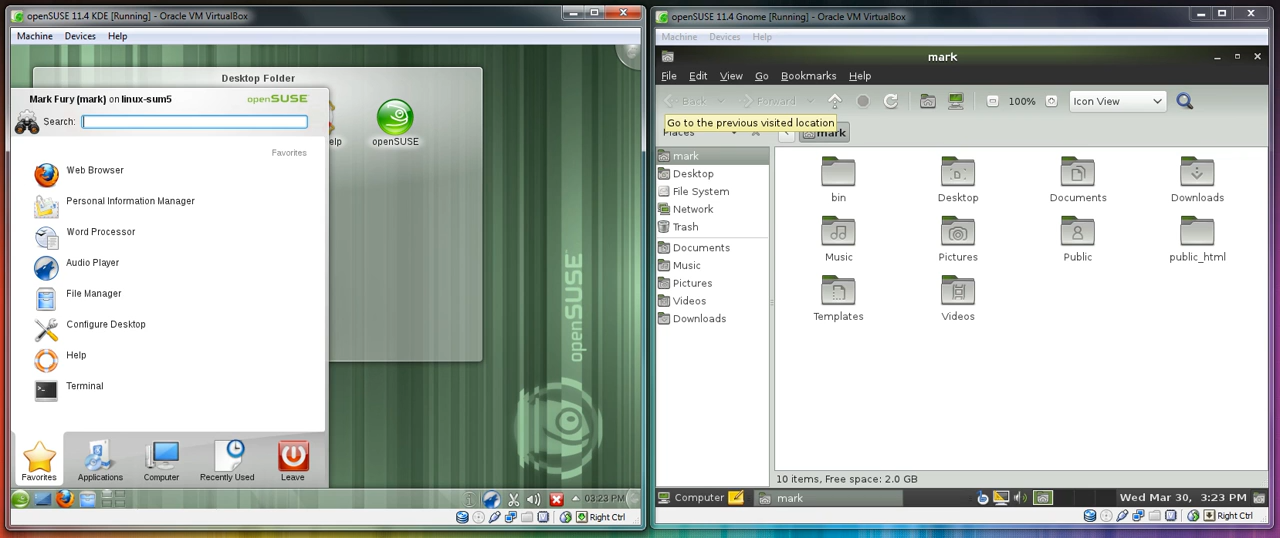 openSUSE 11.4 KDE [Running] - Oracle VM VirtualBox
Machine Devices Help
Desktop Folder
Mark Fury (mark) on linux-sum5 openSUSE
Search:
elp openSUSE
Favorites
Web Browser
Personal Information Manager
Word Processor
Audio Player
File Manager
Configure Desktop
Help
Terminal
openSUSE
Favorites Applications Computer Recently Used Leave
03:23 PM
Right Ctrl
openSUSE 11.4 Gnome [Running] - Oracle VM VirtualBox
Machine Devices Help
mark
File Edit View Go Bookmarks Help
Back Forward 100% Icon View
Go to the previous visited location
Places mark
mark
Desktop
File System
Network
Trash
Documents
Music
Pictures
Videos
Downloads
bin Desktop Documents Downloads
Music Pictures Public public_html
Templates Videos
10 items, Free space: 2.0 GB
Computer mark Wed Mar 30, 3:23 PM
Right Ctrl